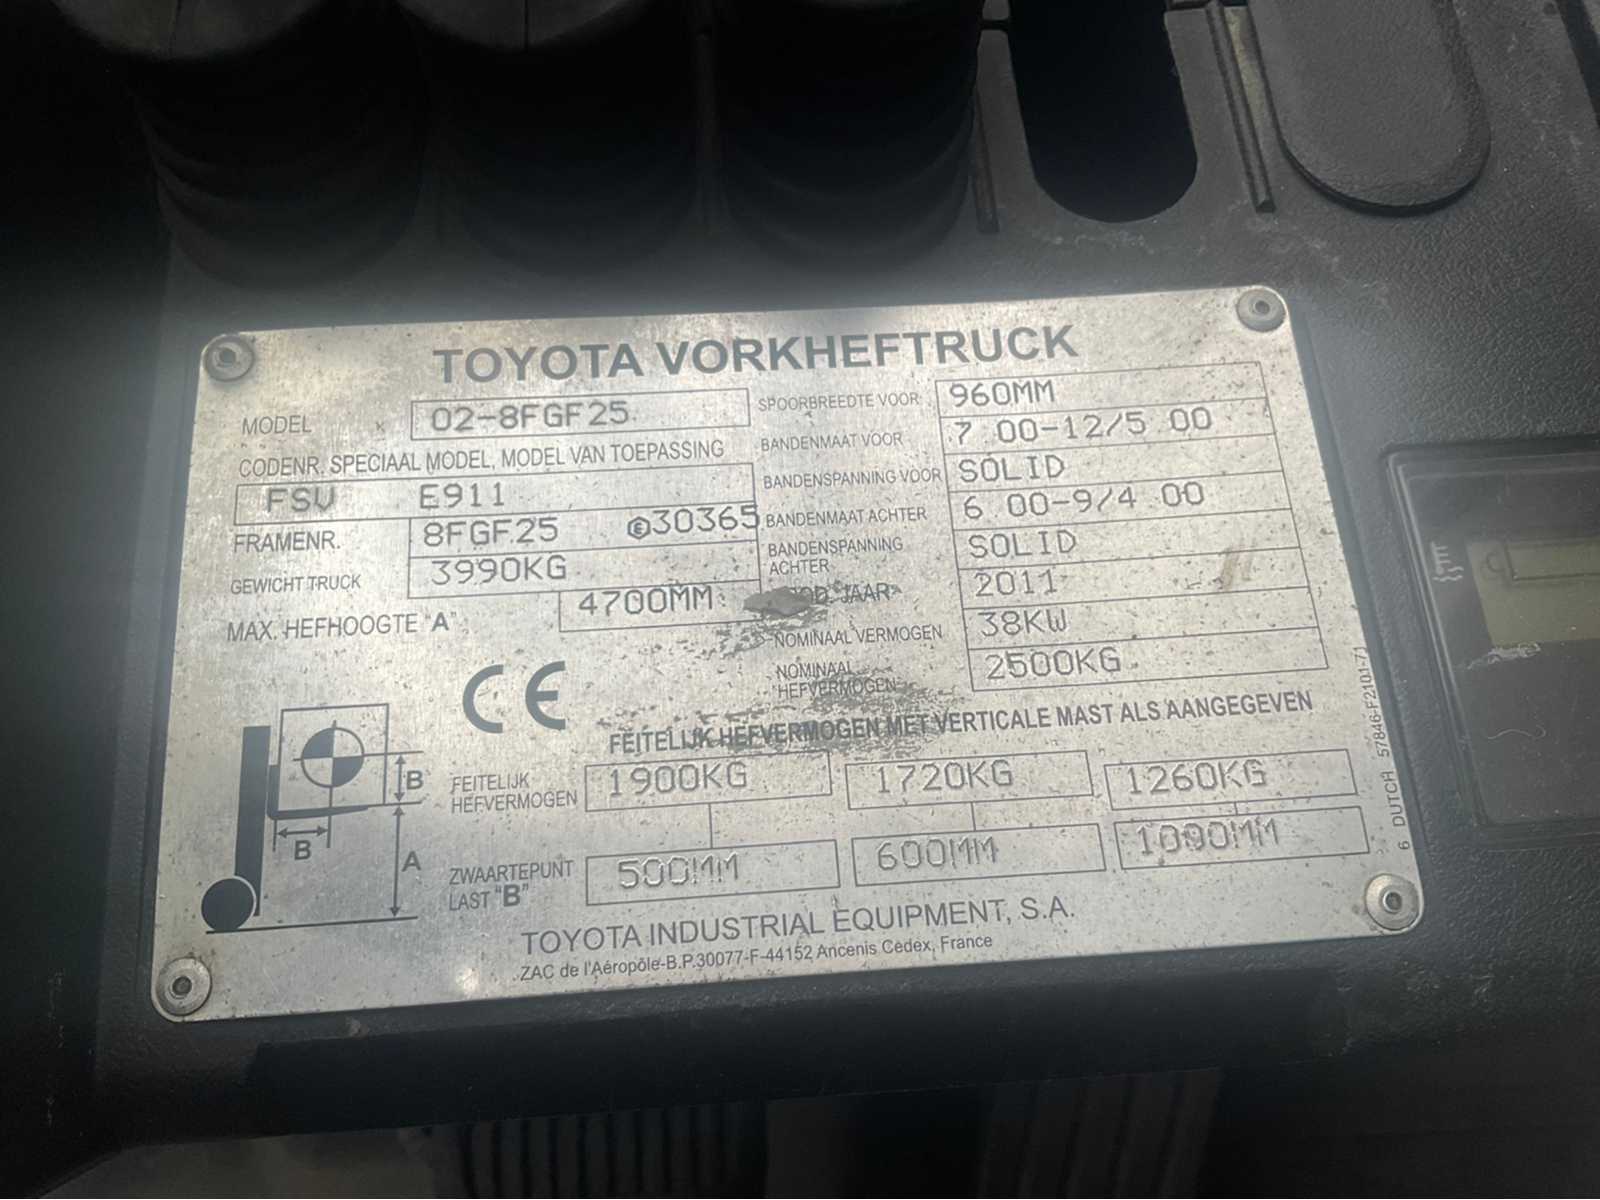 TOYOTA VORKHEFTRUCK
MODEL 02-8FGF25
CODENR. SPECIAAL MODEL, MODEL VAN TOEPASSING
FSV E911
FRAMENR. 8FGF25 E30365
GEWICHT TRUCK 3990KG
MAX. HEFHOOGTE "A" 4700MM
SPOORBREEDTE VOOR 960MM
BANDENMAAT VOOR 7 00-12/5 00
BANDENSPANNING VOOR SOLID
BANDENMAAT ACHTER 6 00-9/4 00
BANDENSPANNING
ACHTER SOLID
JAAR 2011
NOMINAAL VERMOGEN 38KW
NOMINAAL
HEFVERMOGEN 2500KG
CE
FEITELIJK HEFVERMOGEN MET VERTICALE MAST ALS AANGEGEVEN
B
B
A
FEITELIJK
HEFVERMOGEN 1900KG 1720KG 1260KG
ZWAARTEPUNT
LAST "B" 500MM 600MM
TOYOTA INDUSTRIAL EQUIPMENT, S.A.
ZAC de l'Aéropôle-B.P.30077-F-44152 Ancenis Cedex, France
6 DUTCH 57846-F2101-71